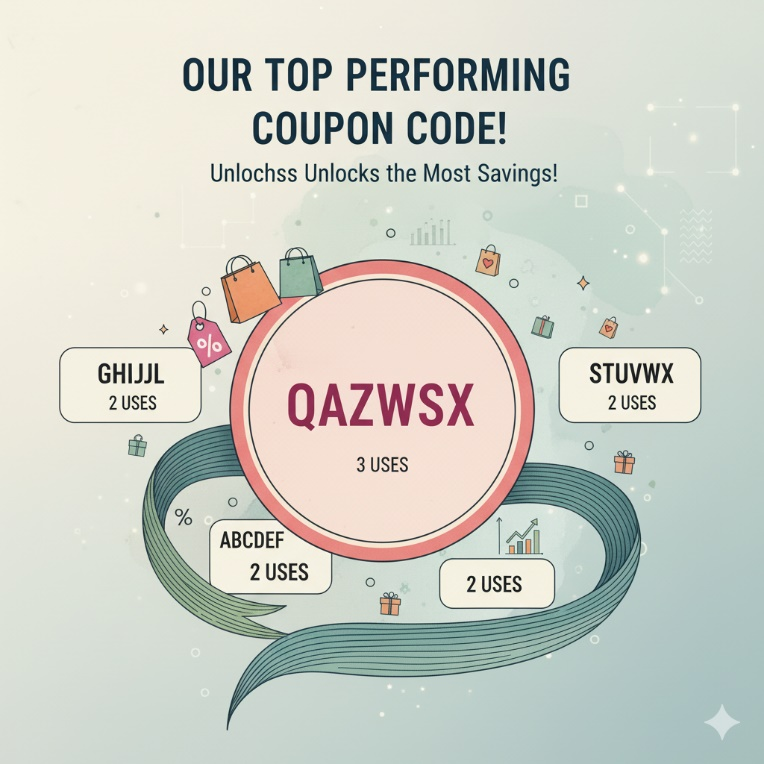 OUR TOP PERFORMING
COUPON CODE!
Unlochss Unlocks the Most Savings!
%
GHIJJL
2 USES
QAZWSX
3 USES
STUVWX
2 USES
%
ABCDEF
2 USES
2 USES